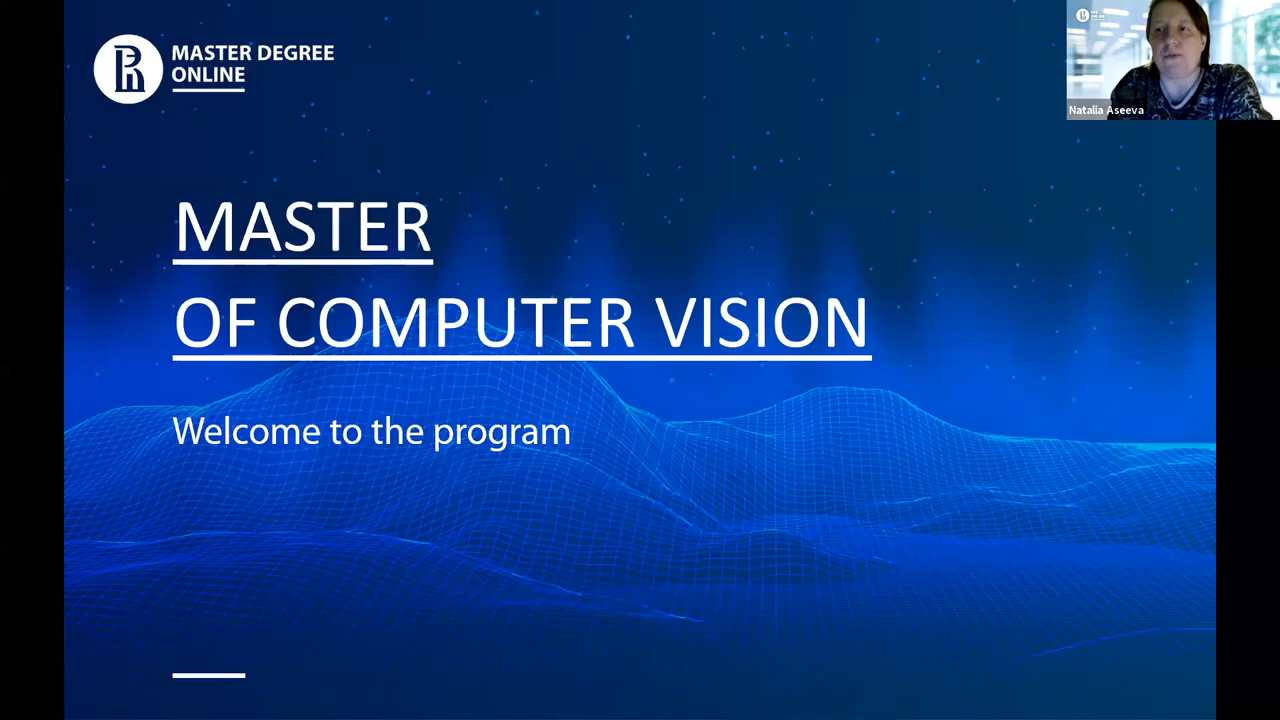 MASTER DEGREE
ONLINE
MASTER
OF COMPUTER VISION
Welcome to the program
Natalia Aseeva